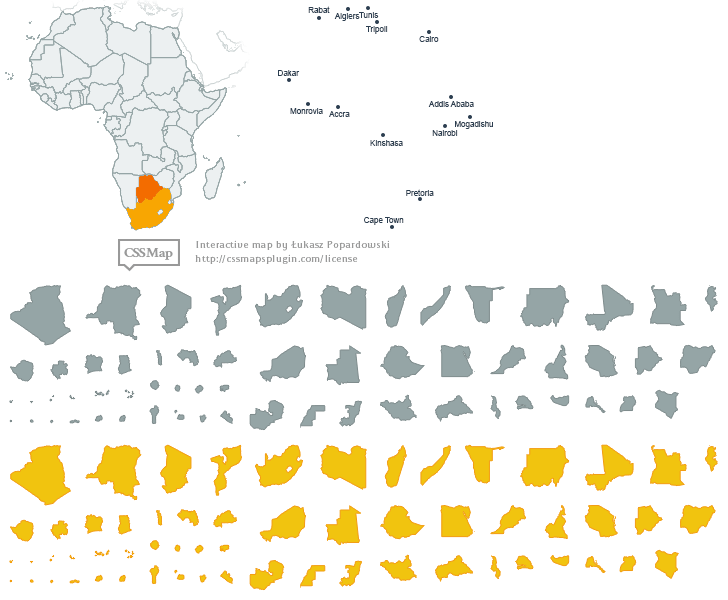 Rabat
Algiers
Tunis
Tripoli
Cairo
Dakar
Monrovia
Accra
Addis Ababa
Mogadishu
Nairobi
Kinshasa
Pretoria
Cape Town
CSSMap
Interactive map by Łukasz Popardowski
http://cssmapsplugin.com/license